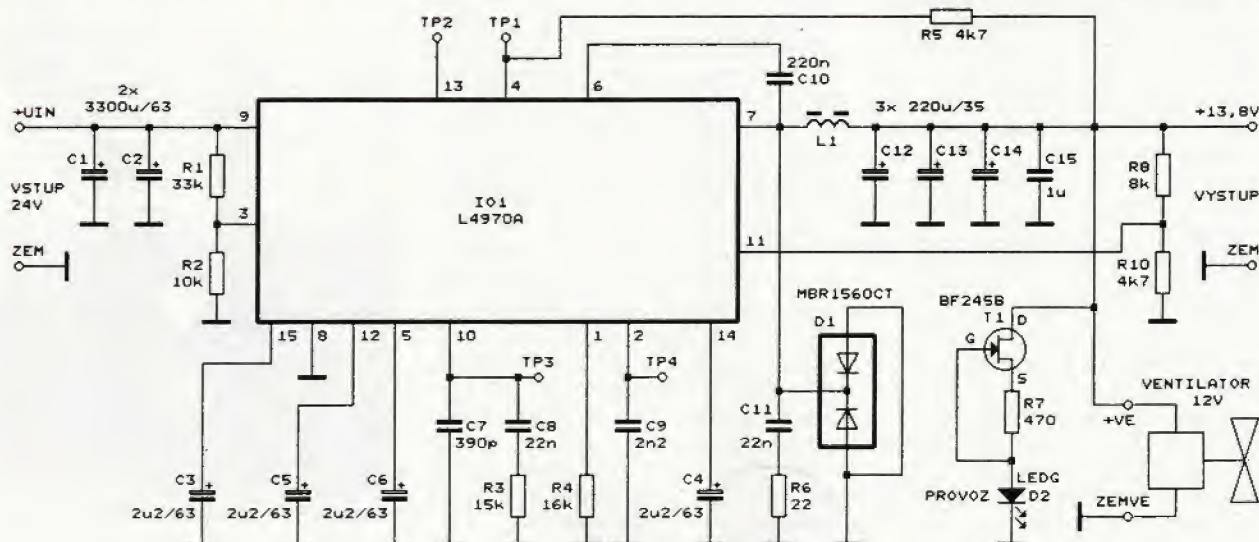 TP2
TP1
R5 4k7
220n
C10
13
4
6
2x
3300u/63
3x 220u/35
+UIN
9
7
L1
+13,8V
C1
+
C2
+
R1
33k
C12
+
C13
+
C14
+
C15
1u
R8
8k
VSTUP
24V
IO1
L4970A
VYSTUP
3
ZEM
11
ZEM
R2
10k
R10
4k7
MBR1560CT
BF245B
D1
T1
D
G
S
15
8
12
5
10
1
2
14
TP3
TP4
C7
390p
C8
22n
C9
2n2
C11
22n
R7
470
VENTILATOR
12V
+VE
C3
+
2u2/63
C5
+
2u2/63
C6
+
2u2/63
R3
15k
R4
16k
C4
+
2u2/63
R6
22
PROVOZ
LEDG
D2
ZEMVE